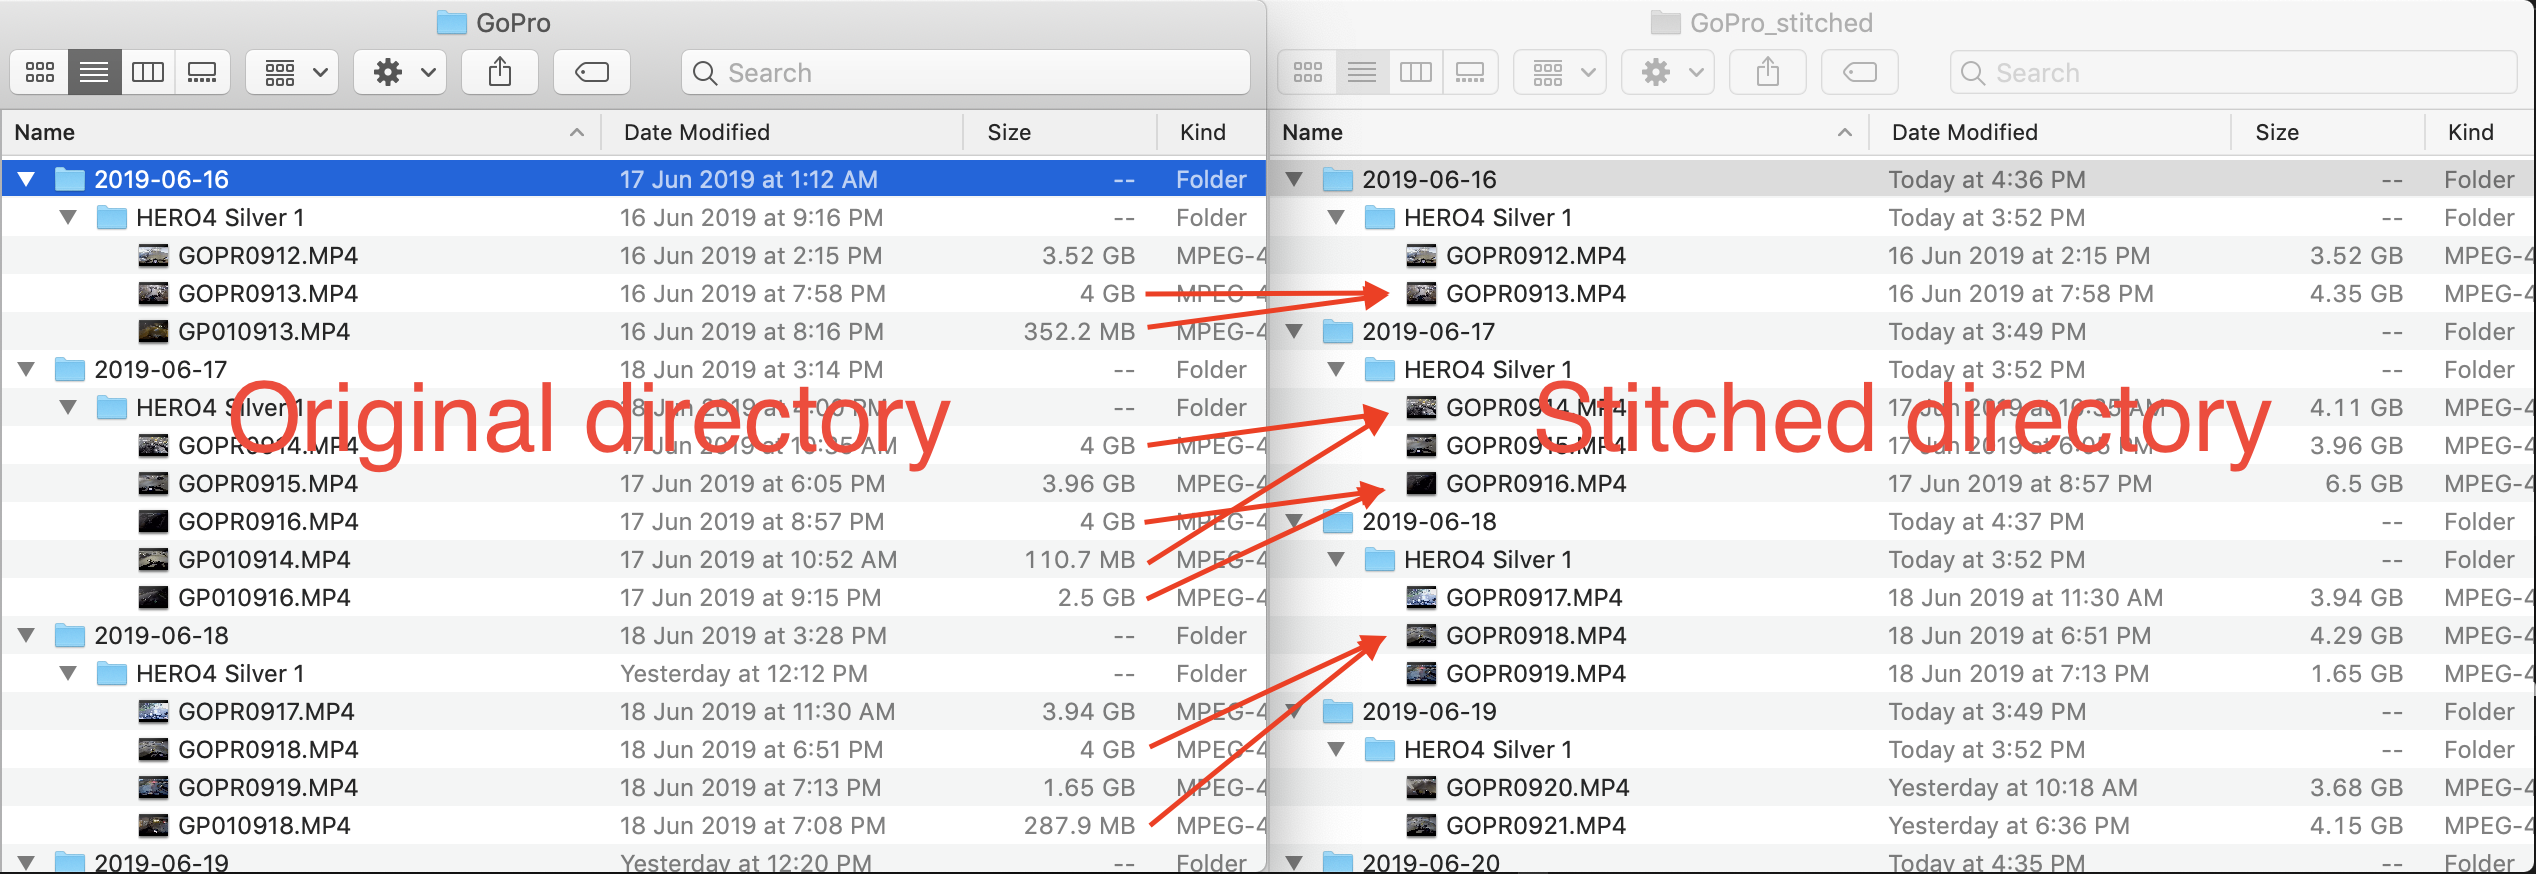 GoPro
Search
Name Date Modified Size Kind
2019-06-16 17 Jun 2019 at 1:12 AM -- Folder
HERO4 Silver 1 16 Jun 2019 at 9:16 PM -- Folder
GOPR0912.MP4 16 Jun 2019 at 2:15 PM 3.52 GB MPEG-4
GOPR0913.MP4 16 Jun 2019 at 7:58 PM 4 GB MPEG-4
GP010913.MP4 16 Jun 2019 at 8:16 PM 352.2 MB MPEG-4
2019-06-17 18 Jun 2019 at 3:14 PM -- Folder
HERO4 Silver 1 18 Jun 2019 at 4:00 PM -- Folder
Original directory
GOPR0914.MP4 17 Jun 2019 at 10:35 AM 4 GB MPEG-4
GOPR0915.MP4 17 Jun 2019 at 6:05 PM 3.96 GB MPEG-4
GOPR0916.MP4 17 Jun 2019 at 8:57 PM 4 GB MPEG-4
GP010914.MP4 17 Jun 2019 at 10:52 AM 110.7 MB MPEG-4
GP010916.MP4 17 Jun 2019 at 9:15 PM 2.5 GB MPEG-4
2019-06-18 18 Jun 2019 at 3:28 PM -- Folder
HERO4 Silver 1 Yesterday at 12:12 PM -- Folder
GOPR0917.MP4 18 Jun 2019 at 11:30 AM 3.94 GB MPEG-4
GOPR0918.MP4 18 Jun 2019 at 6:51 PM 4 GB MPEG-4
GOPR0919.MP4 18 Jun 2019 at 7:13 PM 1.65 GB MPEG-4
GP010918.MP4 18 Jun 2019 at 7:08 PM 287.9 MB MPEG-4
2019-06-19 Yesterday at 12:20 PM -- Folder
GoPro_stitched
Search
Name Date Modified Size Kind
2019-06-16 Today at 4:36 PM -- Folder
HERO4 Silver 1 Today at 3:52 PM -- Folder
GOPR0912.MP4 16 Jun 2019 at 2:15 PM 3.52 GB MPEG-4
GOPR0913.MP4 16 Jun 2019 at 7:58 PM 4.35 GB MPEG-4
2019-06-17 Today at 3:49 PM -- Folder
HERO4 Silver 1 Today at 3:52 PM -- Folder
GOPR0914.MP4 17 Jun 2019 at 10:35 AM 4.11 GB MPEG-4
Stitched directory
GOPR0915.MP4 17 Jun 2019 at 6:05 PM 3.96 GB MPEG-4
GOPR0916.MP4 17 Jun 2019 at 8:57 PM 6.5 GB MPEG-4
2019-06-18 Today at 4:37 PM -- Folder
HERO4 Silver 1 Today at 3:52 PM -- Folder
GOPR0917.MP4 18 Jun 2019 at 11:30 AM 3.94 GB MPEG-4
GOPR0918.MP4 18 Jun 2019 at 6:51 PM 4.29 GB MPEG-4
GOPR0919.MP4 18 Jun 2019 at 7:13 PM 1.65 GB MPEG-4
2019-06-19 Today at 3:49 PM -- Folder
HERO4 Silver 1 Today at 3:52 PM -- Folder
GOPR0920.MP4 Yesterday at 10:18 AM 3.68 GB MPEG-4
GOPR0921.MP4 Yesterday at 6:36 PM 4.15 GB MPEG-4
2019-06-20 Today at 4:35 PM -- Folder